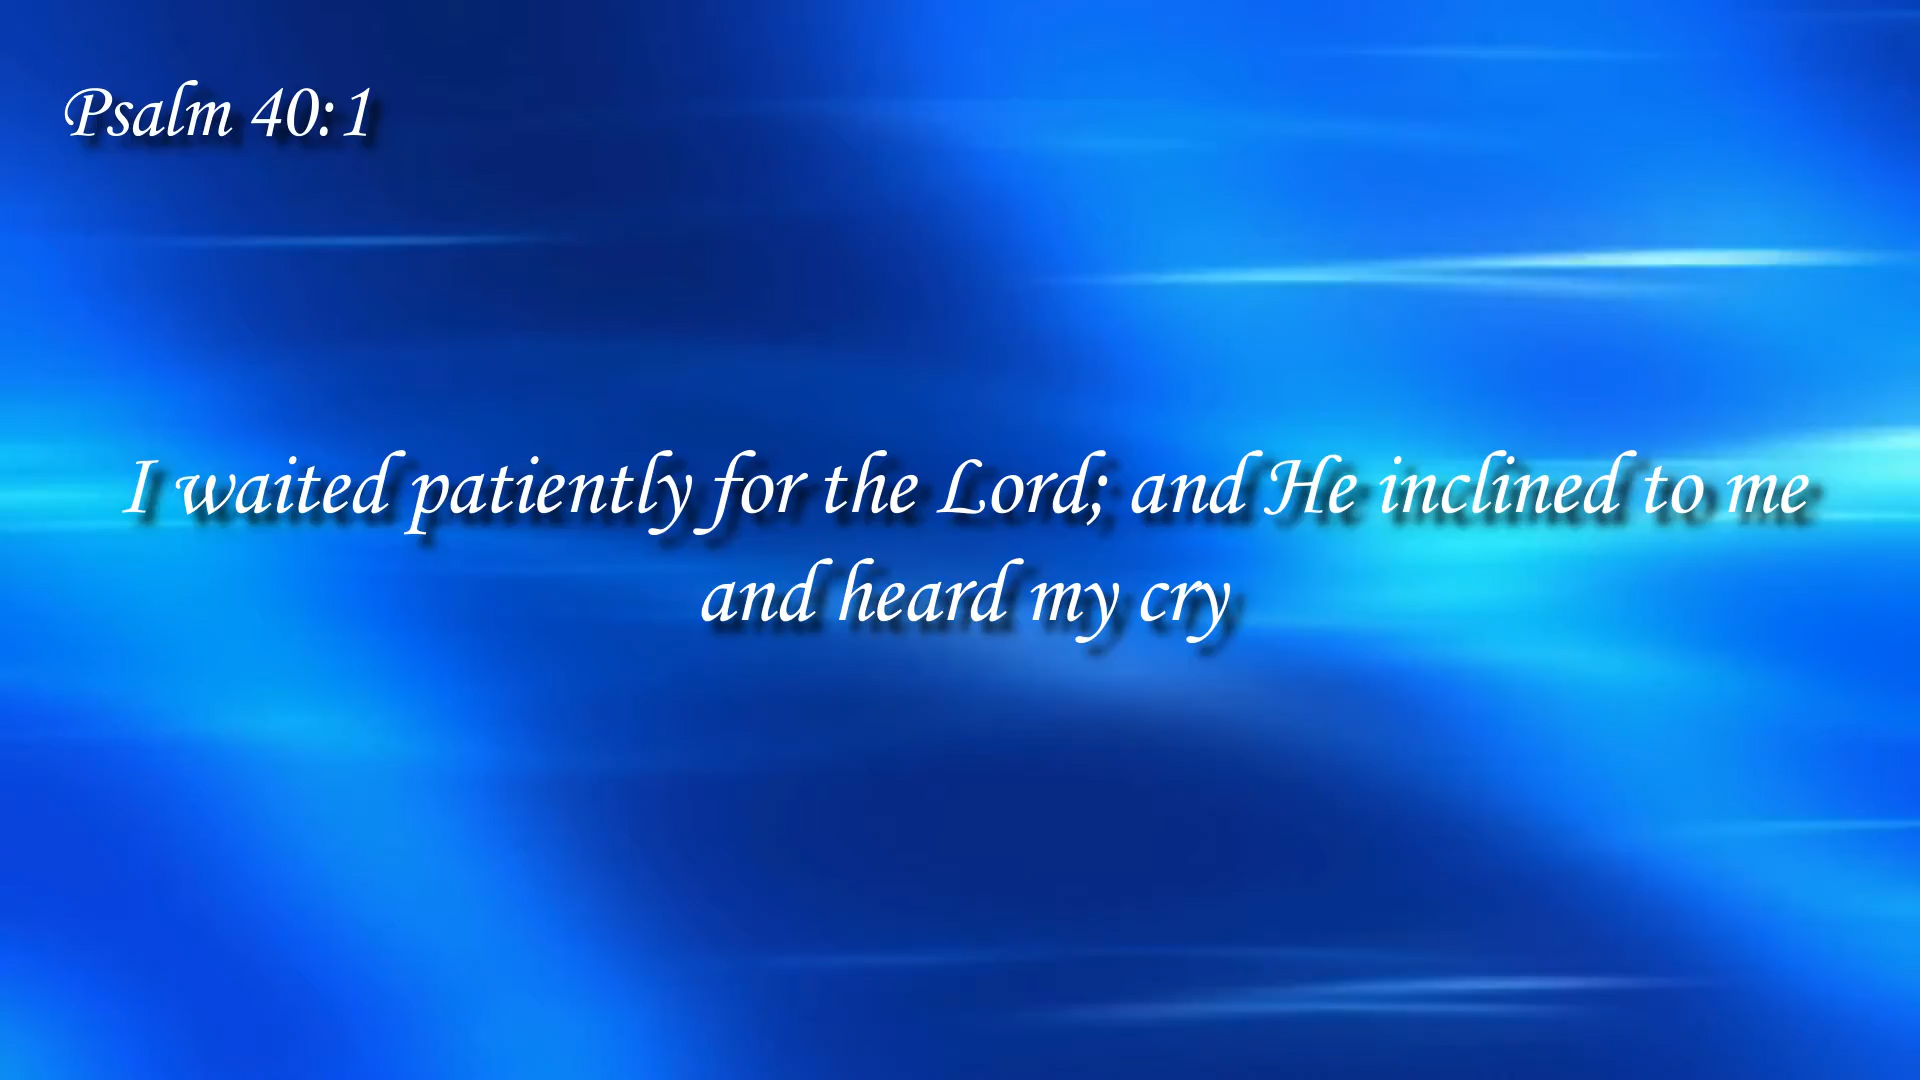 Psalm 40:1
I waited patiently for the Lord; and He inclined to me
and heard my cry